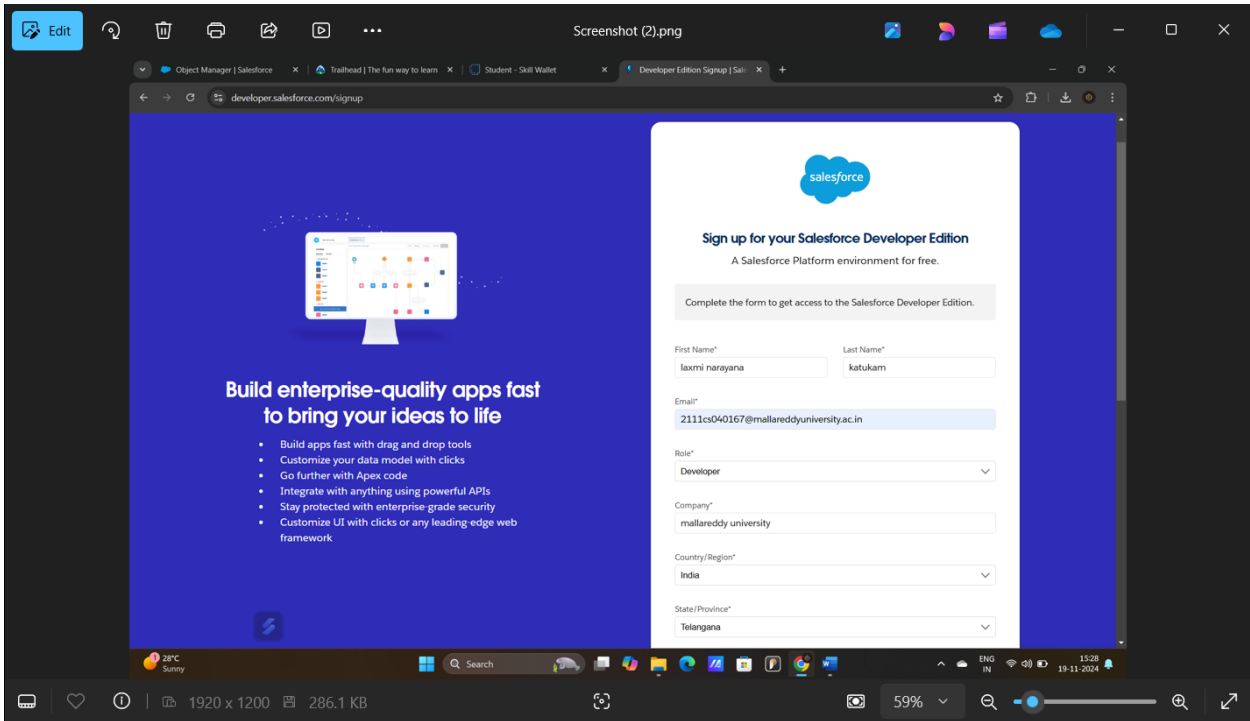 Edit
Screenshot (2).png
Object Manager | Salesforce
Trailhead | The fun way to learn
Student - Skill Wallet
Developer Edition Signup | Sale
developer.salesforce.com/signup
salesforce
Sign up for your Salesforce Developer Edition
A Salesforce Platform environment for free.
Complete the form to get access to the Salesforce Developer Edition.
First Name*
Last Name*
laxmi narayana
katukam
Email*
2111cs040167@mallareddyuniversity.ac.in
Role*
Developer
Company*
mallareddy university
Country/Region*
India
State/Province*
Telangana
Build enterprise-quality apps fast
to bring your ideas to life
• Build apps fast with drag and drop tools
• Customize your data model with clicks
• Go further with Apex code
• Integrate with anything using powerful APIs
• Stay protected with enterprise-grade security
• Customize UI with clicks or any leading-edge web
framework
1
28°C
Sunny
Search
ENG
IN
15:28
19-11-2024
1920 x 1200
286.1 KB
59%